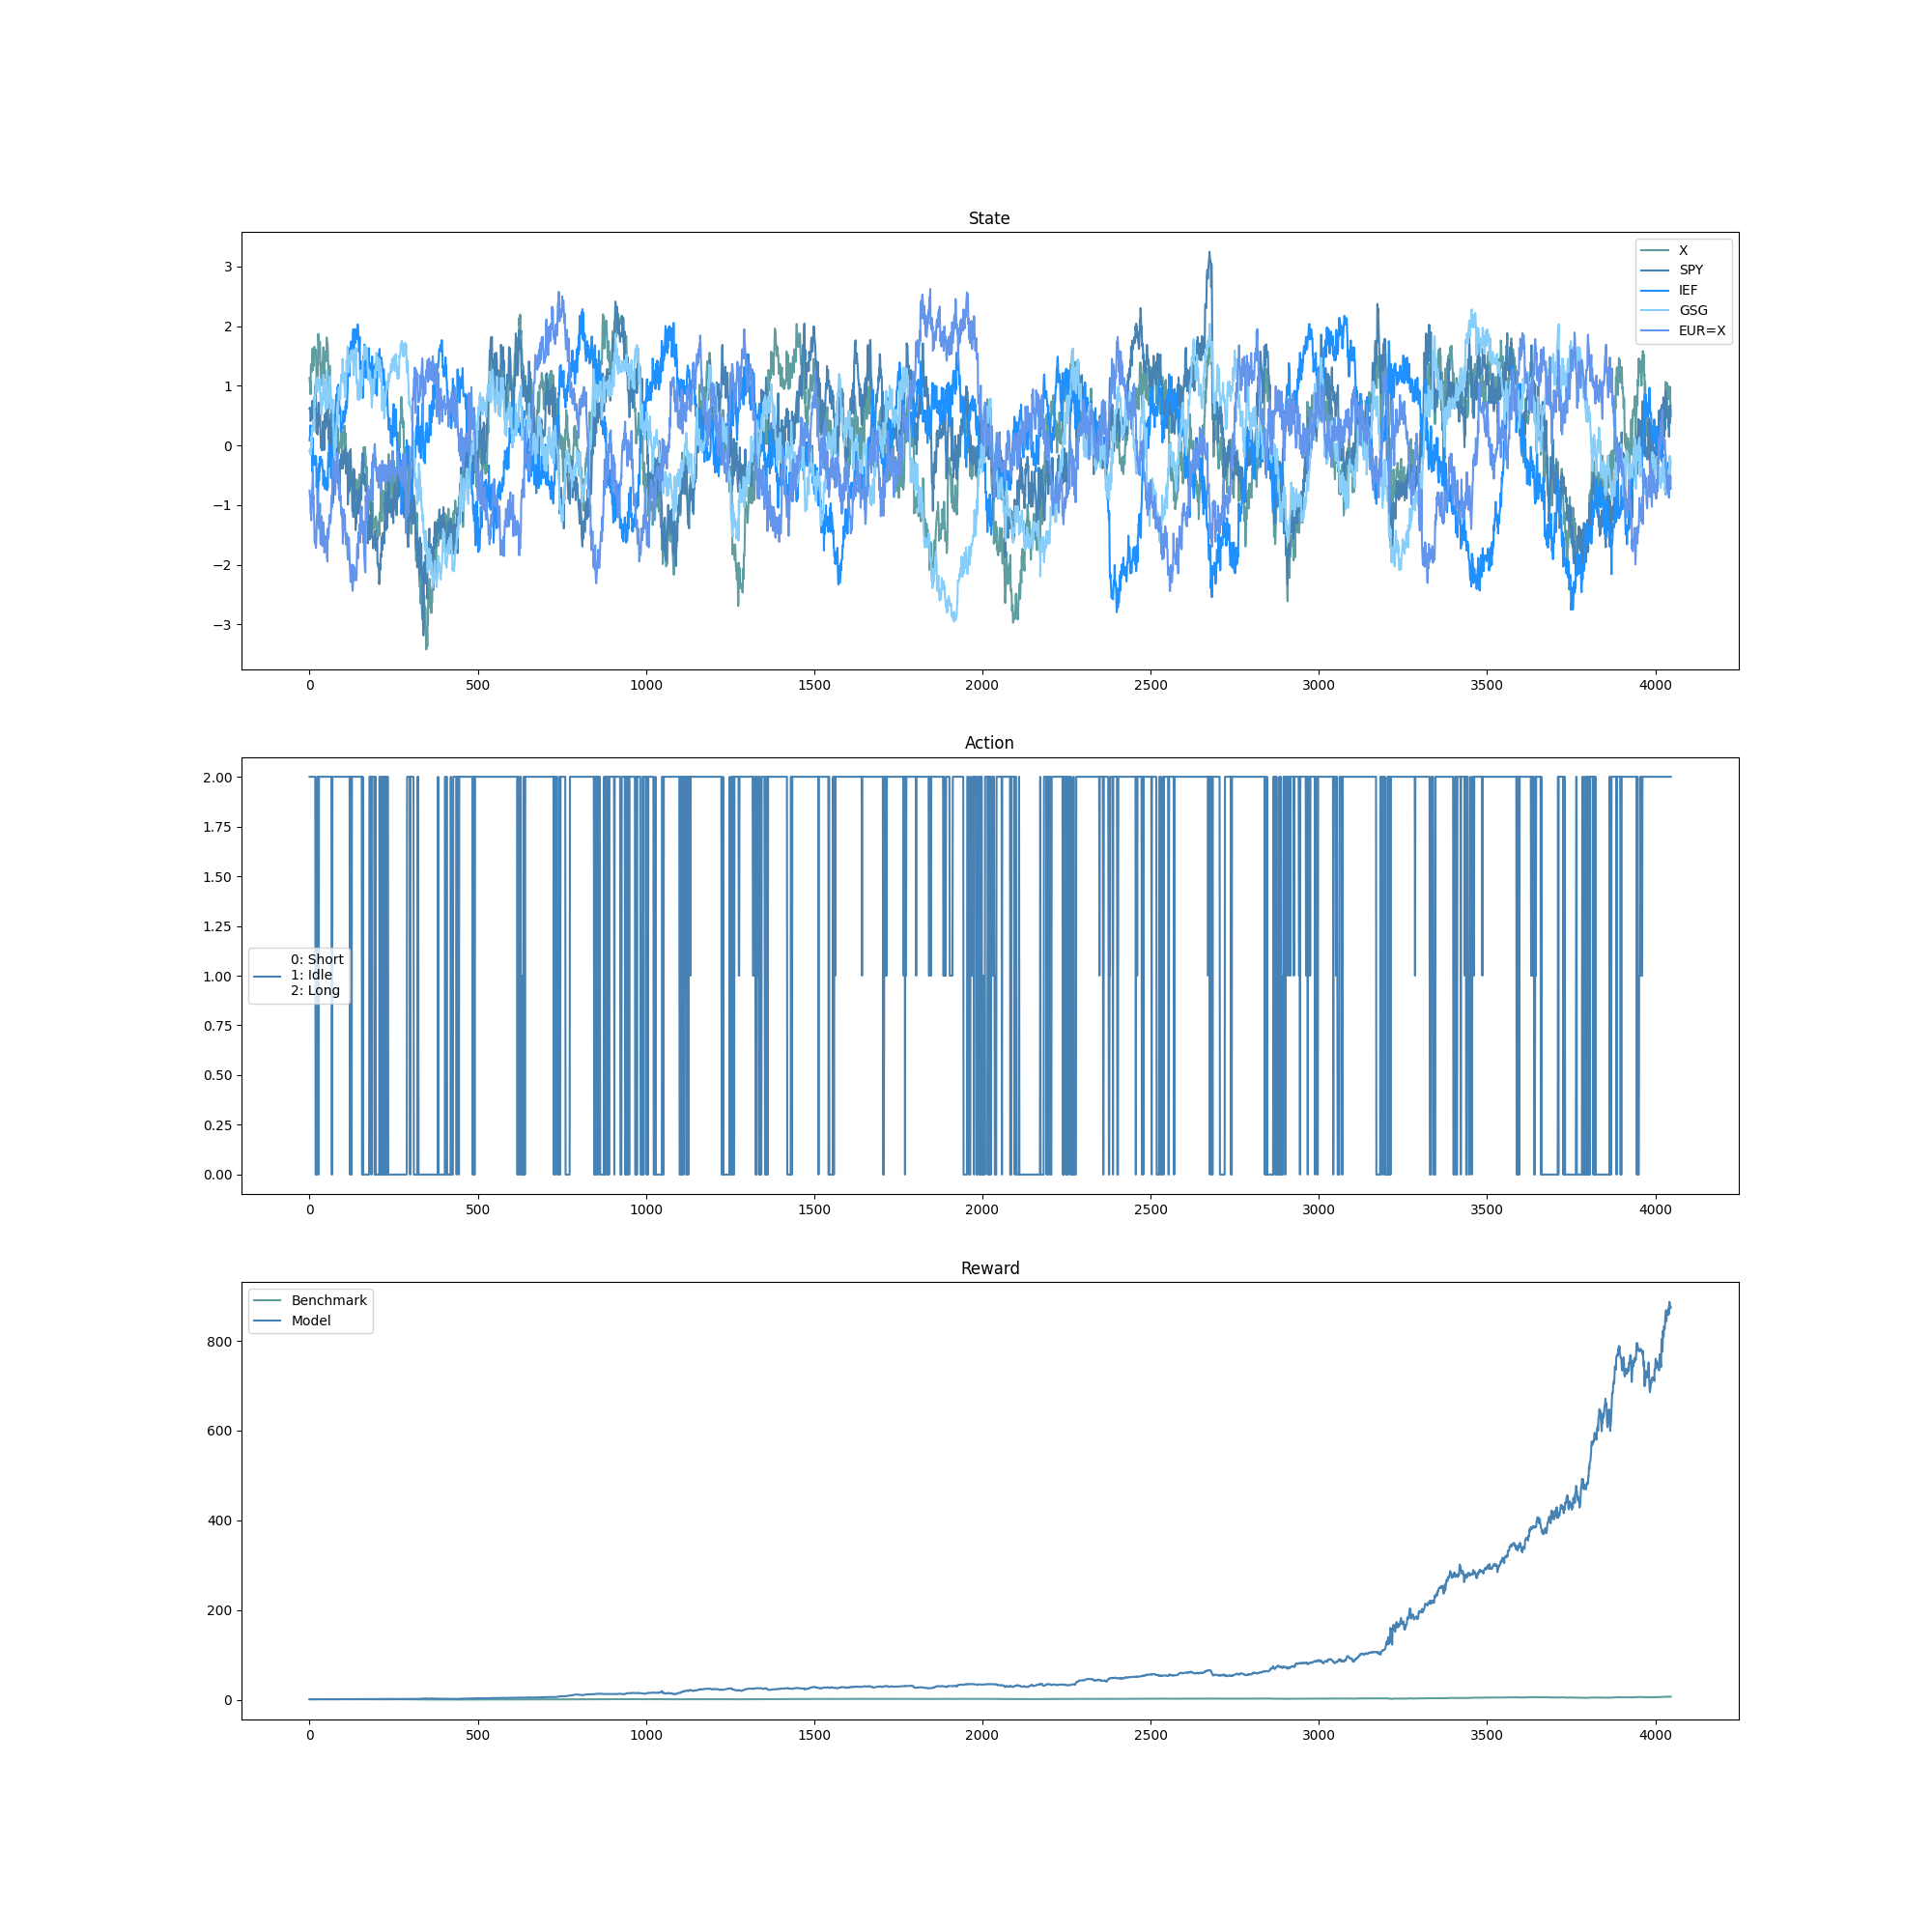 State
3
2
1
0
−1
−2
−3
X
SPY
IEF
GSG
EUR=X
0 500 1000 1500 2000 2500 3000 3500 4000
Action
2.00
1.75
1.50
1.25
1.00
0.75
0.50
0.25
0.00
0: Short
1: Idle
2: Long
0 500 1000 1500 2000 2500 3000 3500 4000
Reward
Benchmark
Model
800
600
400
200
0
0 500 1000 1500 2000 2500 3000 3500 4000